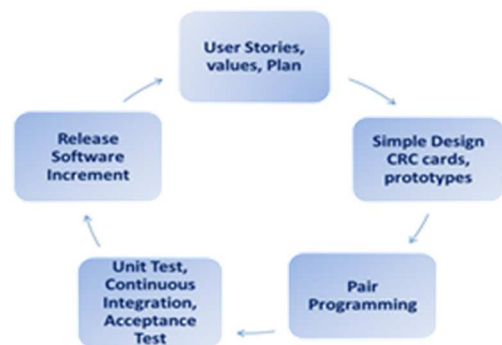 User Stories,
values, Plan
Simple Design
CRC cards,
prototypes
Pair
Programming
Unit Test,
Continuous
Integration,
Acceptance
Test
Release
Software
Increment